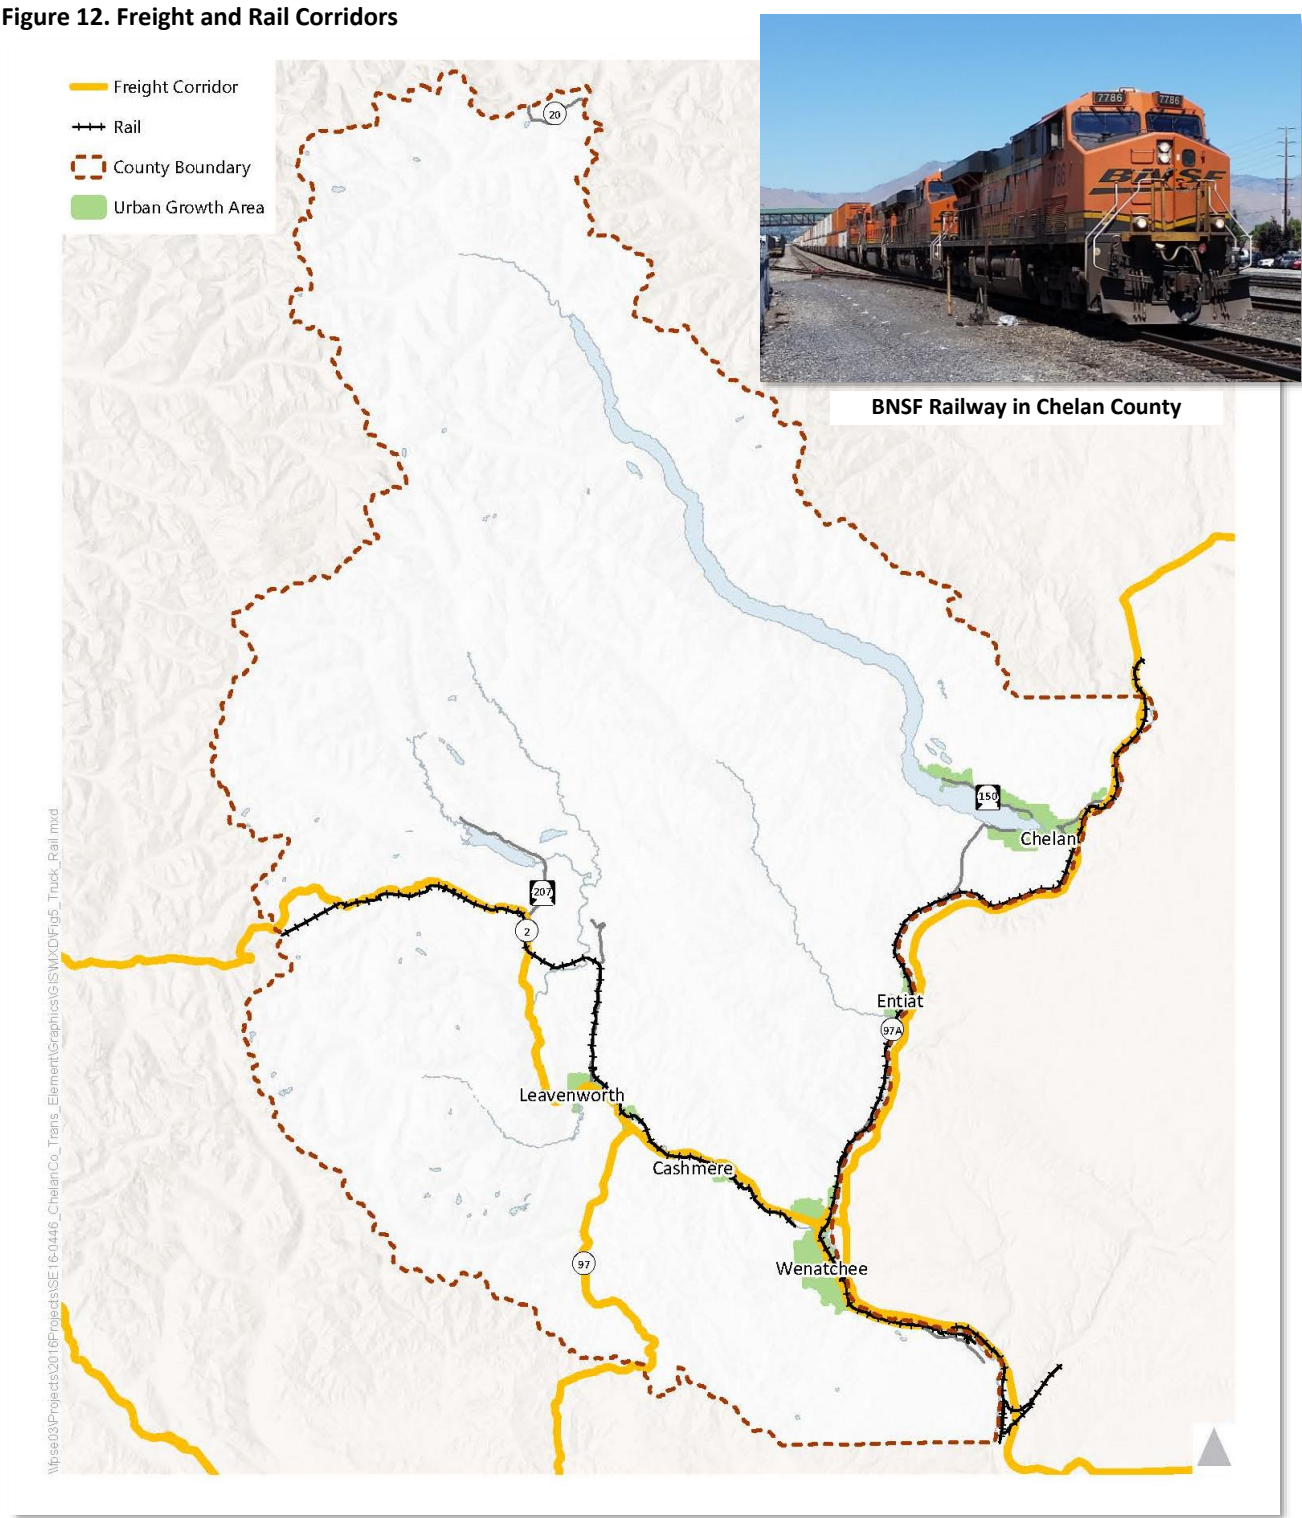 Figure 12. Freight and Rail Corridors
Freight Corridor
Rail
County Boundary
Urban Growth Area
20
7786
7786
7786
BNSF
BNSF Railway in Chelan County
150
Chelan
207
2
Entiat
97A
Leavenworth
Cashmere
97
Wenatchee
\\fpse03\Projects\2016Projects\SE16-0446_ChelanCo_Trans_Element\Graphics\GIS\MXD\Fig5_Truck_Rail.mxd